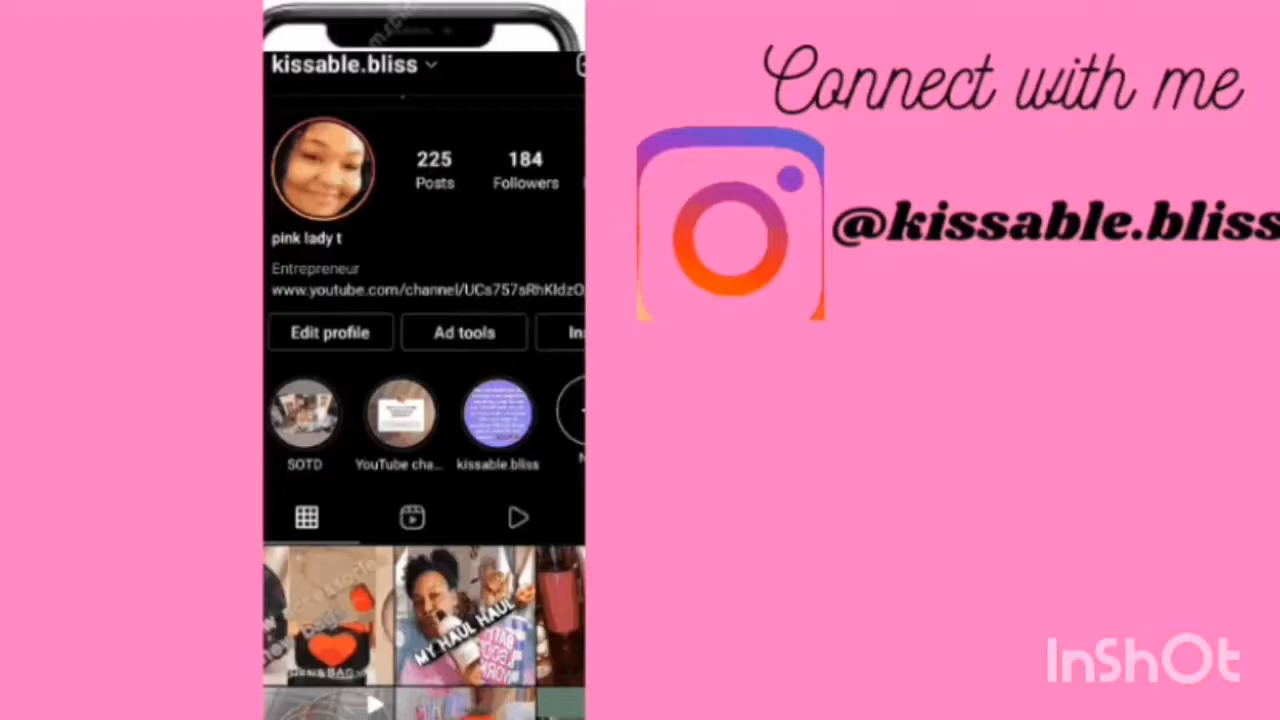 kissable.bliss
225
184
Posts
Followers
pink lady t
Entrepreneur
www.youtube.com/channel/UCs757sRhKIdzO
Edit profile
Ad tools
SOTD
YouTube cha...
kissable.bliss
MY HAUL HAUL
Connect with me
@kissable.bliss
InShOt